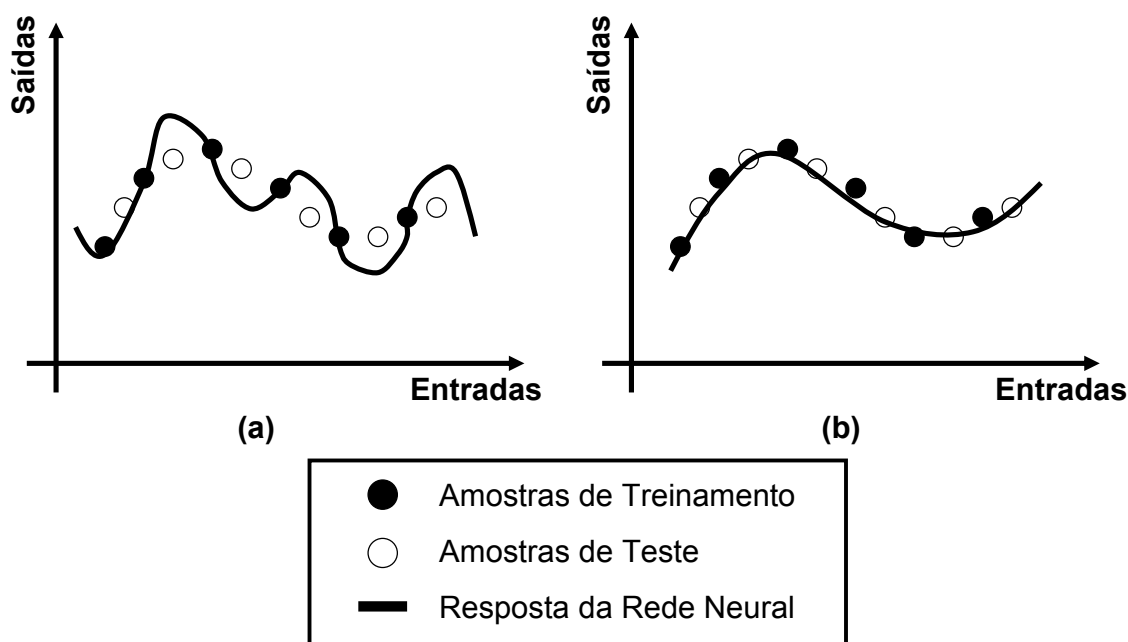 Saídas
Entradas
(a)
Saídas
Entradas
(b)
Amostras de Treinamento
Amostras de Teste
Resposta da Rede Neural